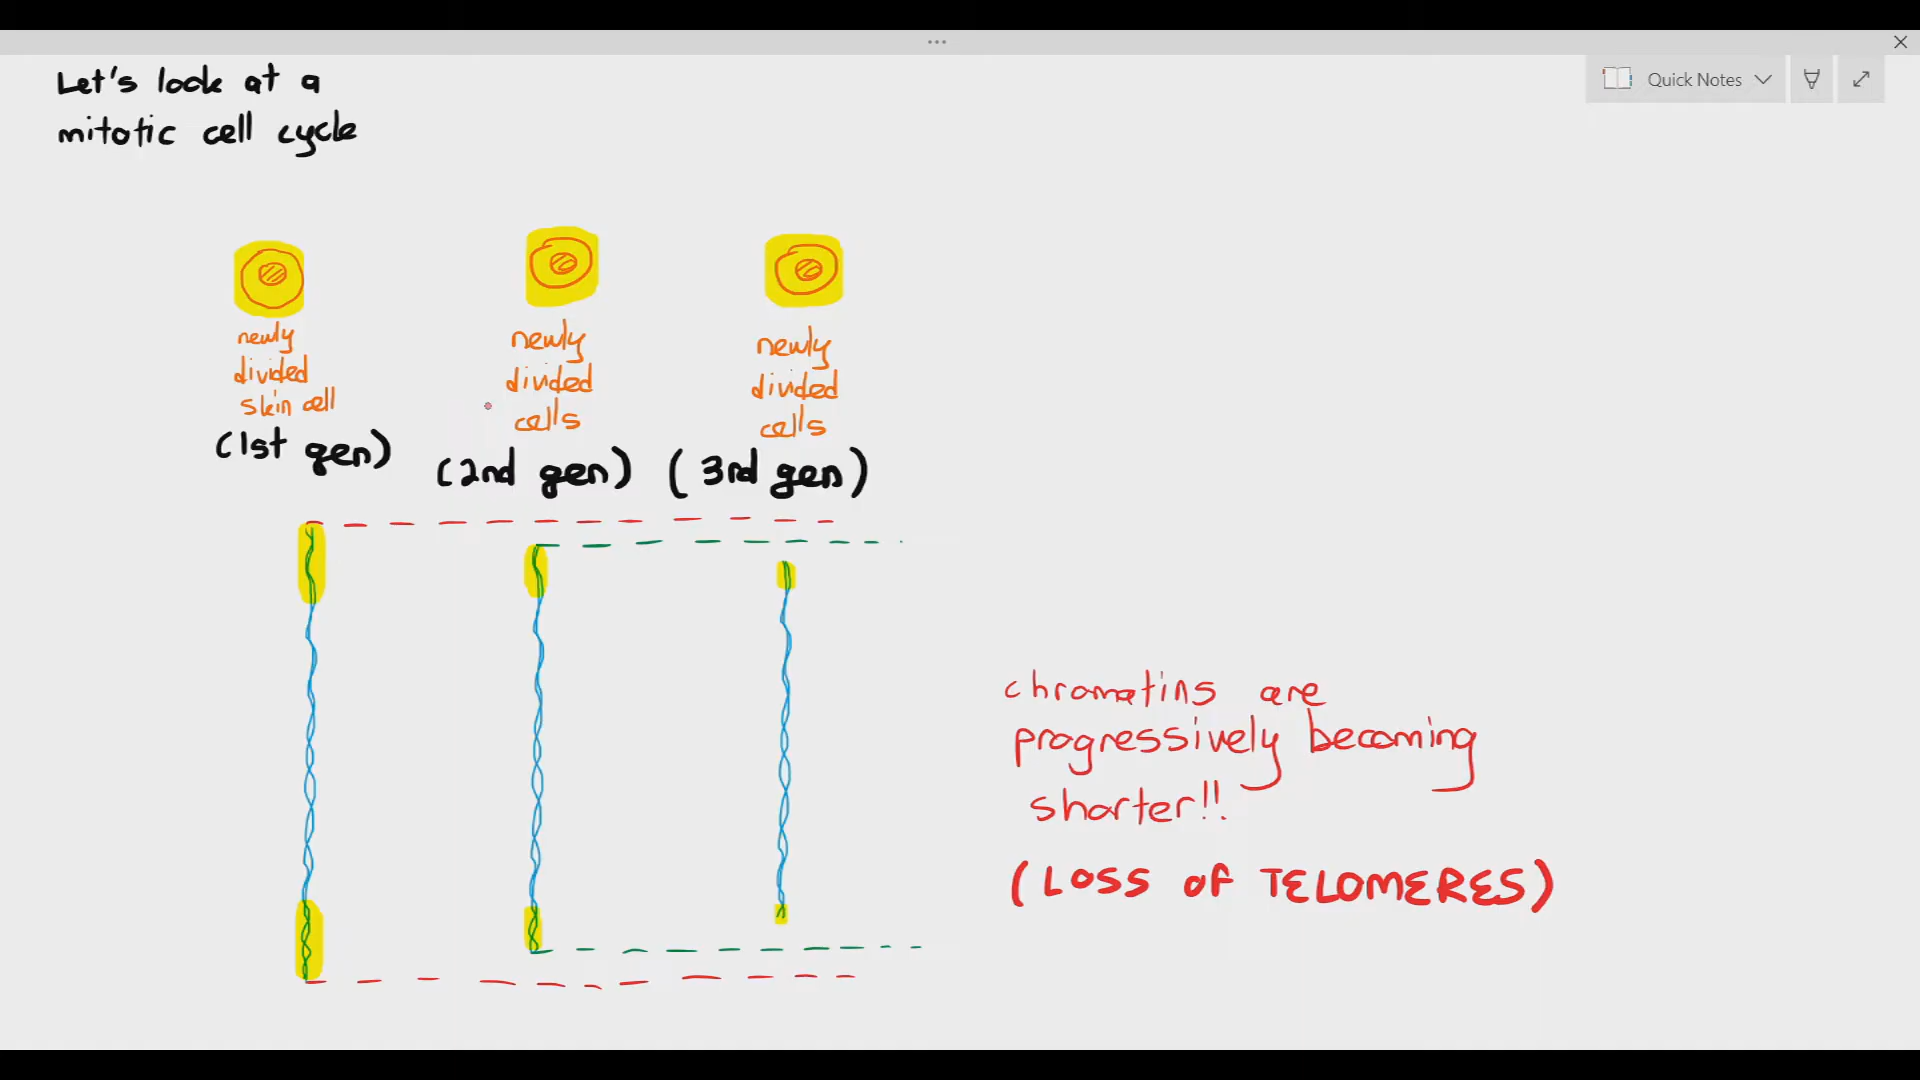 Let's look at a
mitotic cell cycle
Quick Notes
newly
divided
skin cell
(1st gen)
newly
divided
cells
(2nd gen)
newly
divided
cells
(3rd gen)
chromatins are
progressively becoming
shorter!!
(LOSS OF TELOMERES)